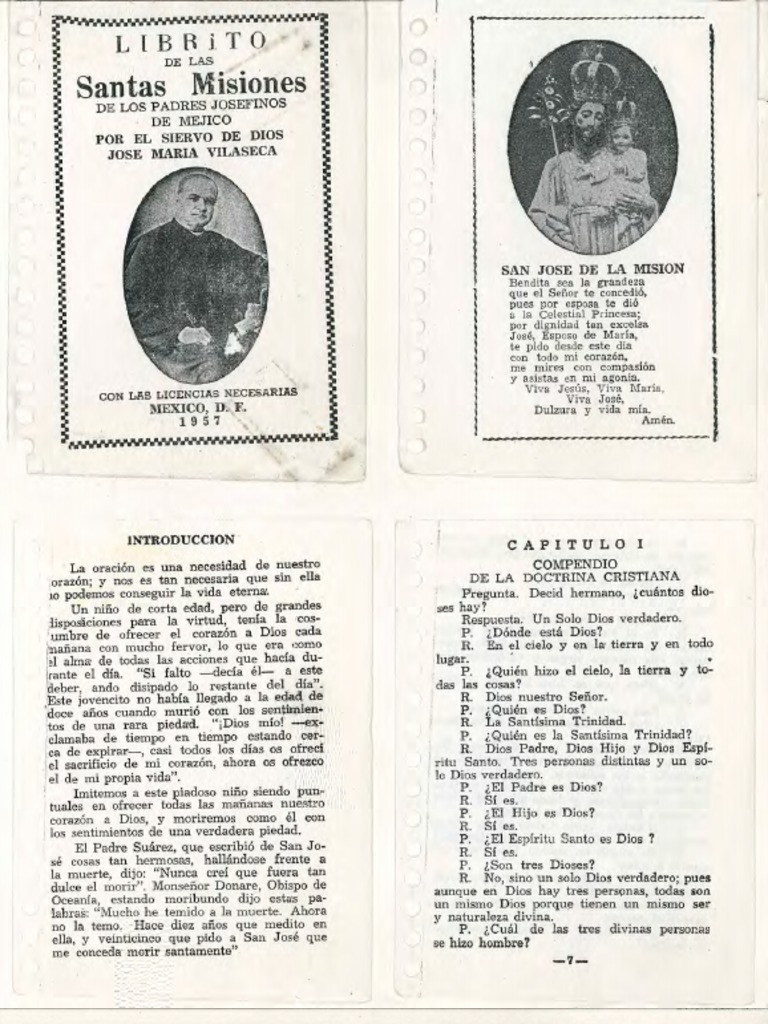 LIBRiTO
DE LAS
Santas Misiones
DE LOS PADRES JOSEFINOS
DE MEJICO
POR EL SIERVO DE DIOS
JOSE MARIA VILASECA
CON LAS LICENCIAS NECESARIAS
MEXICO, D. F.
1957
SAN JOSE DE LA MISION
Bendita sea la grandeza
que el Señor te concedió,
pues por esposa te dió
a la Celestial Princesa;
por dignidad tan excelsa
José, Esposo de María,
te pido desde este día
con todo mi corazón,
me mires con compasión
y asistas en mi agonía.
Viva Jesús, Viva María,
Viva José,
Dulzura y vida mía.
Amén.
INTRODUCCION
La oración es una necesidad de nuestro
orazón; y nos es tan necesaria que sin ella
o podemos conseguir la vida eterna.
Un niño de corta edad, pero de grandes
disposiciones para la virtud, tenía la cos-
umbre de ofrecer el corazón a Dios cada
mañana con mucho fervor, lo que era como
el alma de todas las acciones que hacía du-
rante el día. "Si falto —decía él— a este
deber, ando disipado lo restante del día".
Este jovencito no había llegado a la edad de
doce años cuando murió con los sentimien-
tos de una rara piedad. "¡Dios mío! —ex-
clamaba de tiempo en tiempo estando cer-
ca de expirar—, casi todos los días os ofrecí
el sacrificio de mi corazón, ahora os ofrezco
el de mi propia vida".
Imitemos a este piadoso niño siendo pun-
tuales en ofrecer todas las mañanas nuestro
corazón a Dios, y moriremos como él con
los sentimientos de una verdadera piedad.
El Padre Suárez, que escribió de San Jo-
sé cosas tan hermosas, hallándose frente a
la muerte, dijo: "Nunca creí que fuera tan
dulce el morir". Monseñor Donare, Obispo de
Oceanía, estando moribundo dijo estas pa-
labras: "Mucho he temido a la muerte. Ahora
no la temo. Hace diez años que medito en
ella, y veinticinco que pido a San José que
me conceda morir santamente"
CAPITULO I
COMPENDIO
DE LA DOCTRINA CRISTIANA
Pregunta. Decid hermano, ¿cuántos dio-
ses hay?
Respuesta. Un Solo Dios verdadero.
P. ¿Dónde está Dios?
R. En el cielo y en la tierra y en todo
lugar.
P. ¿Quién hizo el cielo, la tierra y to-
das las cosas?
R. Dios nuestro Señor.
P. ¿Quién es Dios?
R. La Santísima Trinidad.
P. ¿Quién es la Santísima Trinidad?
R. Dios Padre, Dios Hijo y Dios Espí-
ritu Santo. Tres personas distintas y un so-
lo Dios verdadero.
P. ¿El Padre es Dios?
R. Sí es.
P. ¿El Hijo es Dios?
R. Sí es.
P. ¿El Espíritu Santo es Dios ?
R. Sí es.
P. ¿Son tres Dioses?
R. No, sino un solo Dios verdadero; pues
aunque en Dios hay tres personas, todas son
un mismo Dios porque tienen un mismo ser
y naturaleza divina.
P. ¿Cuál de las tres divinas personas
se hizo hombre?
—7—